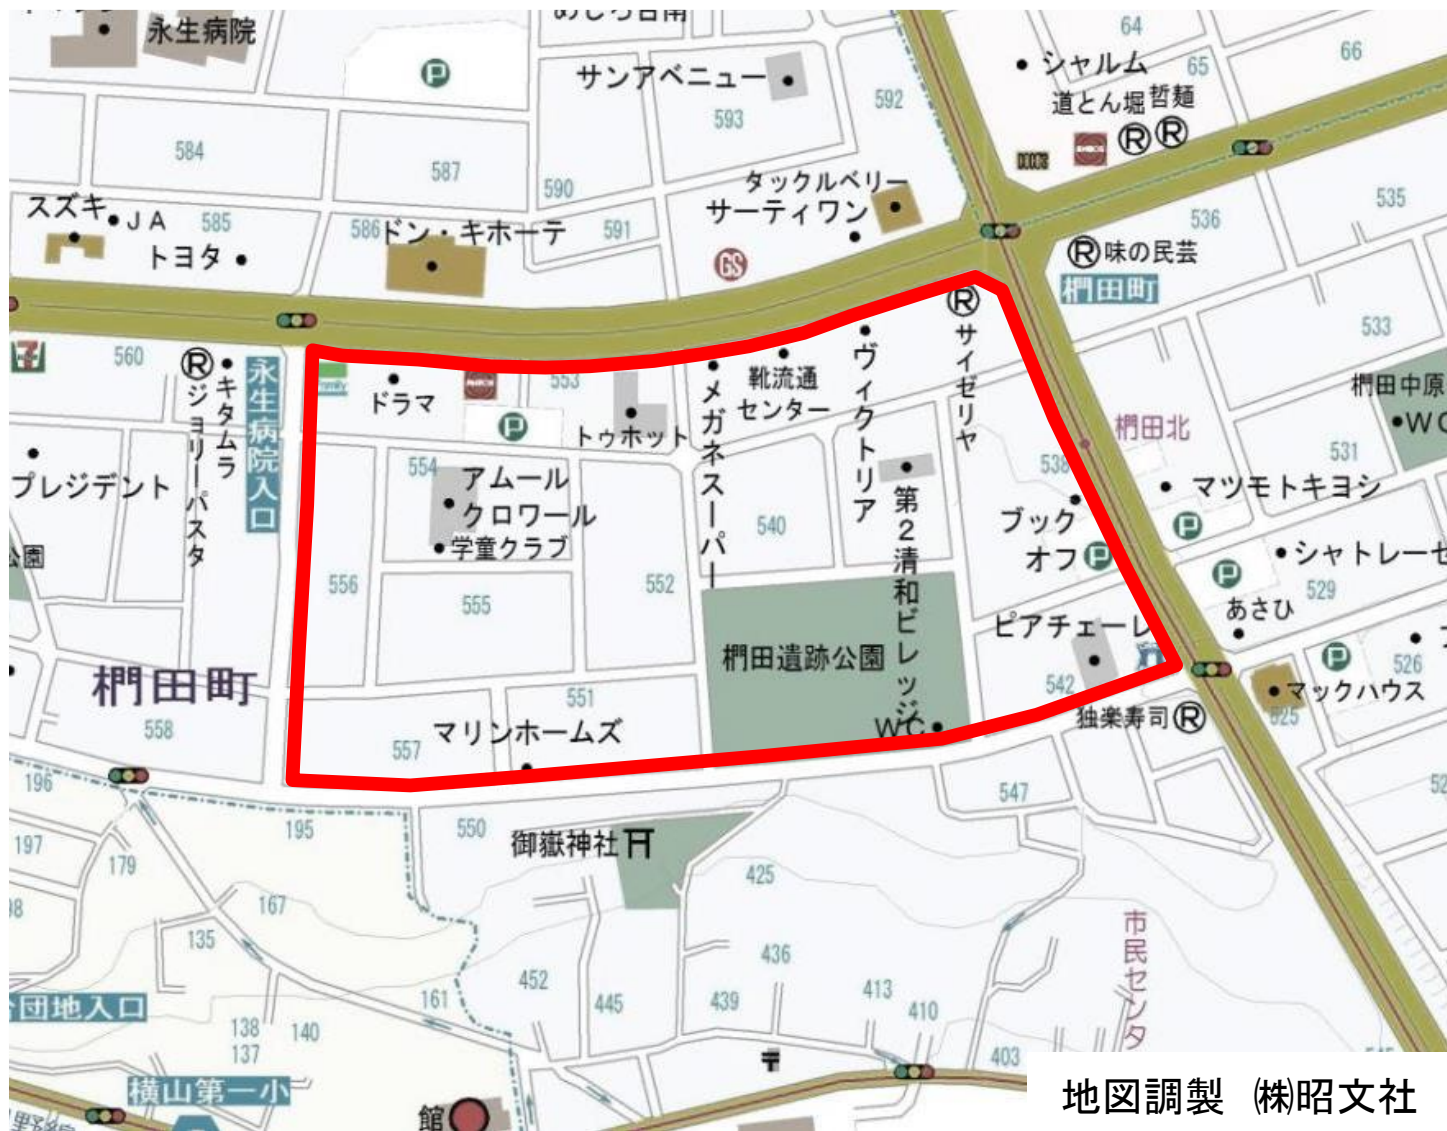 永生病院
サンアベニュー
シャルム
道とん堀
哲麺
64
65
66
592
593
584
587
590
591
タックルベリー
サーティワン
535
536
スズキ
JA
585
586
ドン・キホーテ
トヨタ
GS
R
味の民芸
椚田町
P
560
キタムラ
ジョリーパスタ
永生病院入口
ドラマ
553
トゥホット
メガネスーパー
靴流通
センター
ヴィクトリア
サイゼリヤ
533
椚田中原
WC
椚田北
531
プレジデント
554
アムール
クロワール
学童クラブ
540
第2清和ビレッジ
538
ブック
オフ
マツモトキヨシ
シャトレーゼ
公園
556
555
552
529
あさひ
ピアチェーレ
椚田遺跡公園
526
マックハウス
525
椚田町
551
542
独楽寿司
WC
558
557
マリンホームズ
196
195
550
547
御嶽神社
197
179
425
167
135
市民センタ
436
452
445
439
413
410
161
団地入口
138
140
137
403
横山第一小
館
地図調製 ㈱昭文社